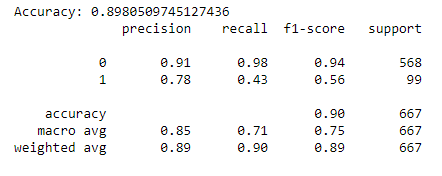 Accuracy: 0.8980509745127436
precision recall f1-score support
0 0.91 0.98 0.94 568
1 0.78 0.43 0.56 99
accuracy 0.90 667
macro avg 0.85 0.71 0.75 667
weighted avg 0.89 0.90 0.89 667